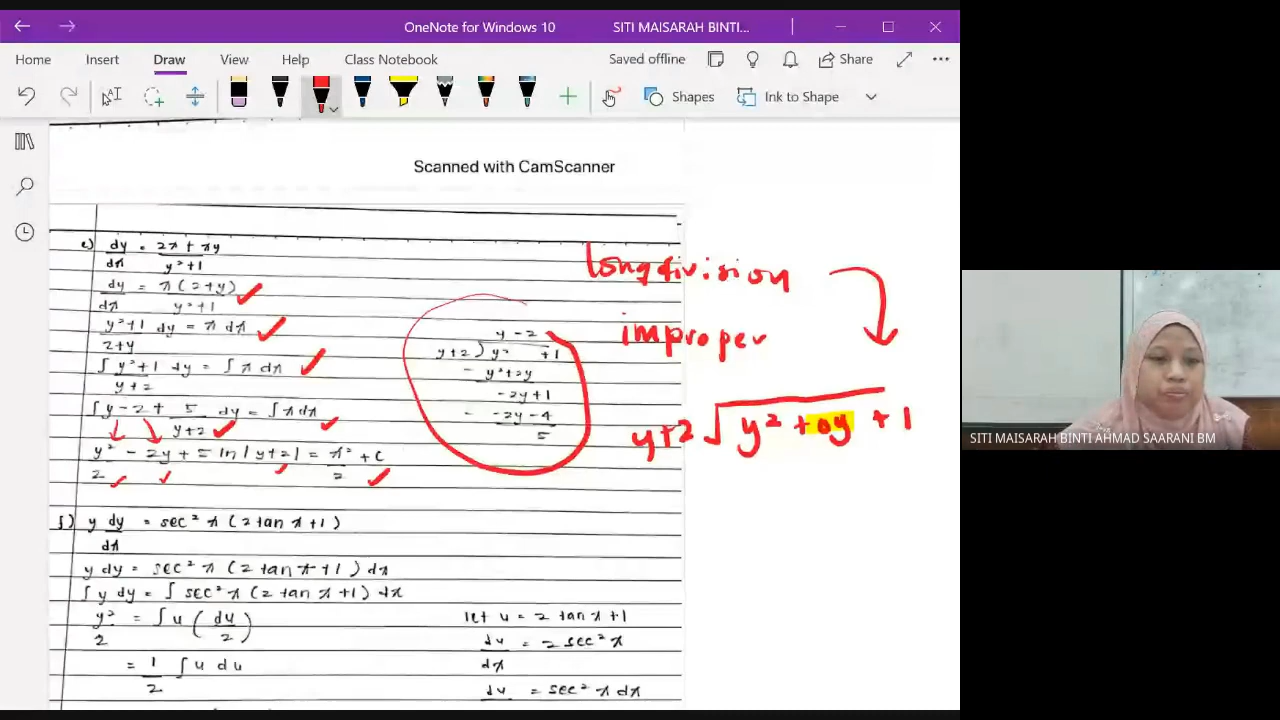 OneNote for Windows 10
SITI MAISARAH BINTI...
Home Insert Draw View Help Class Notebook
Saved offline
Share
Shapes
Ink to Shape
Scanned with CamScanner
e) dy/dx = 2x + xy / y²+1
dy/dx = x(2+y) / y²+1
y²+1 / 2+y dy = x dx
∫ y²+1 / y+2 dy = ∫ x dx
∫ y - 2 + 5 / y+2 dy = ∫ x dx
y²/2 - 2y + 5 ln|y+2| = x²/2 + c
y - 2
y+2 ) y² +1
- y²+2y
-2y+1
- -2y-4
5
long division
improper
y+2 √ y² + 0y + 1
f) y dy/dx = sec² x (2 tan x + 1)
y dy = sec² x (2 tan x + 1) dx
∫ y dy = ∫ sec² x (2 tan x + 1) dx
y²/2 = ∫ u (du/2)
= 1/2 ∫ u du
let u = 2 tan x + 1
du/dx = 2 sec² x
du = sec² x dx
SITI MAISARAH BINTI AHMAD SAARANI BM